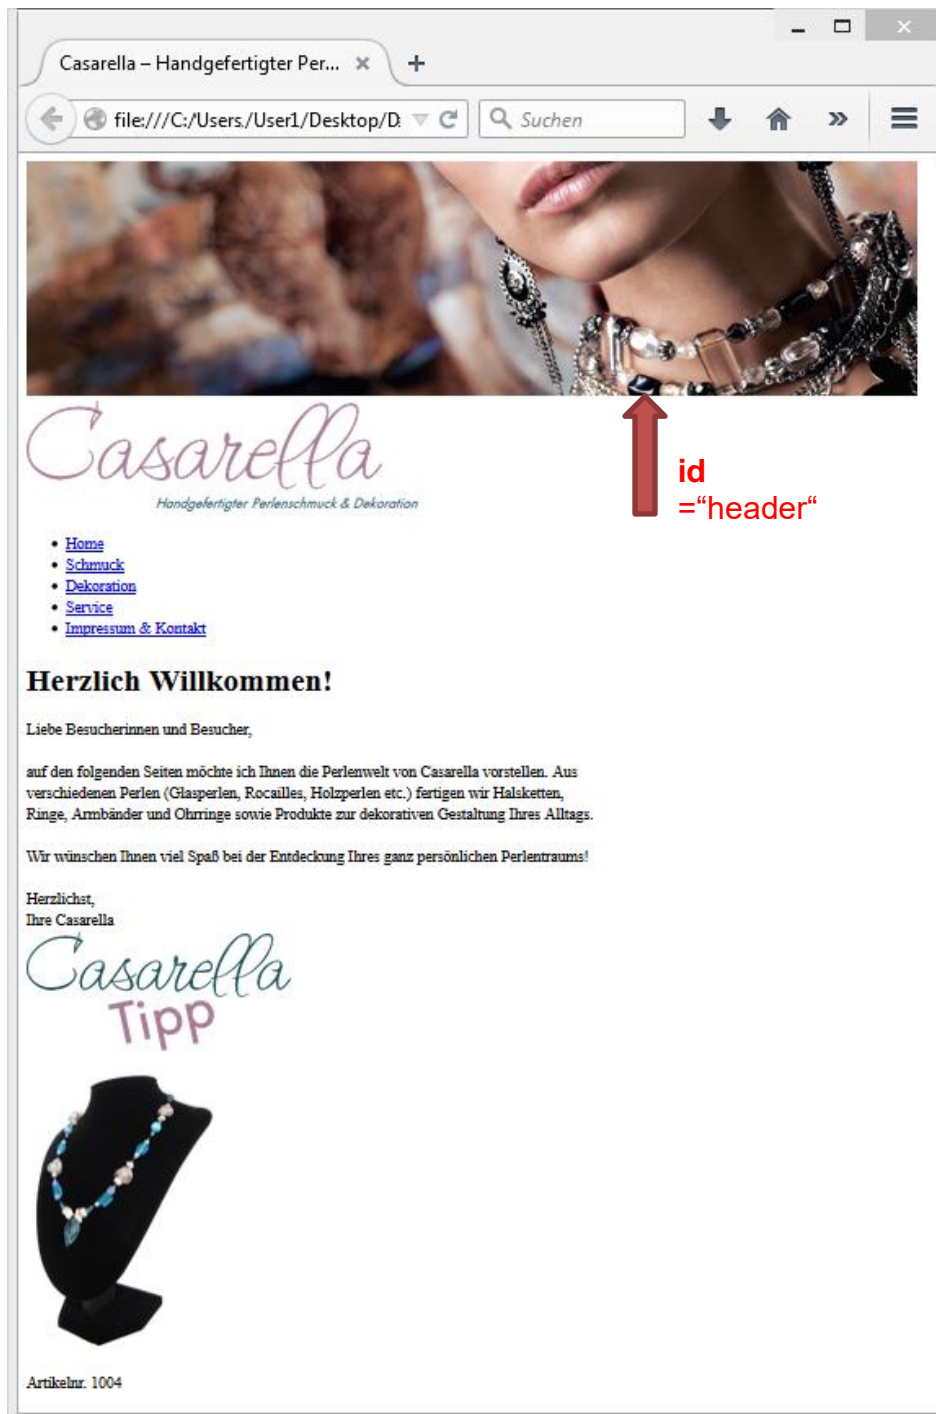 Casarella – Handgefertigter Per...
file:///C:/Users./User1/Desktop/D:
Suchen
Casarella
Handgefertigter Perlenschmuck & Dekoration
id
=“header“
Home
Schmuck
Dekoration
Service
Impressum & Kontakt
Herzlich Willkommen!
Liebe Besucherinnen und Besucher,
auf den folgenden Seiten möchte ich Ihnen die Perlenwelt von Casarella vorstellen. Aus
verschiedenen Perlen (Glasperlen, Rocailles, Holzperlen etc.) fertigen wir Halsketten,
Ringe, Armbänder und Ohrringe sowie Produkte zur dekorativen Gestaltung Ihres Alltags.
Wir wünschen Ihnen viel Spaß bei der Entdeckung Ihres ganz persönlichen Perlentraums!
Herzlichst,
Ihre Casarella
Casarella
Tipp
Artikelnr. 1004